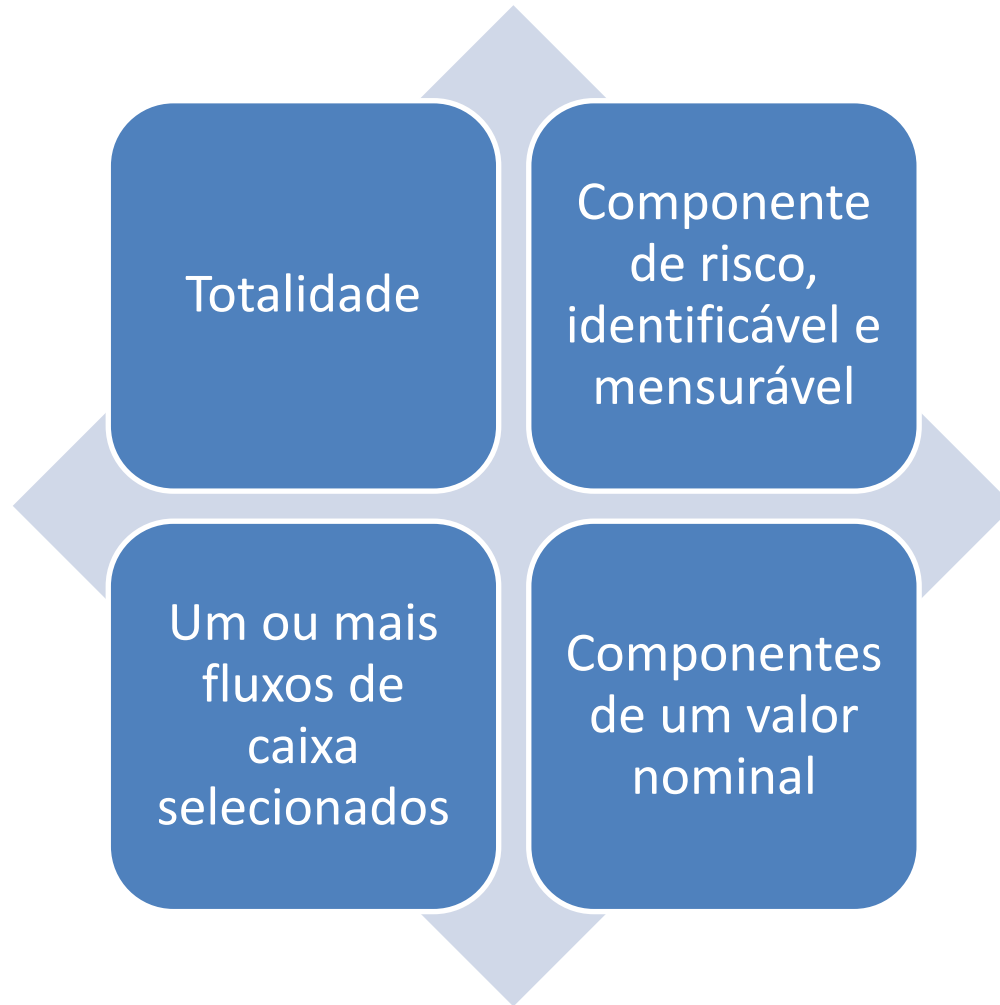 Totalidade
Componente
de risco,
identificável e
mensurável
Um ou mais
fluxos de
caixa
selecionados
Componentes
de um valor
nominal